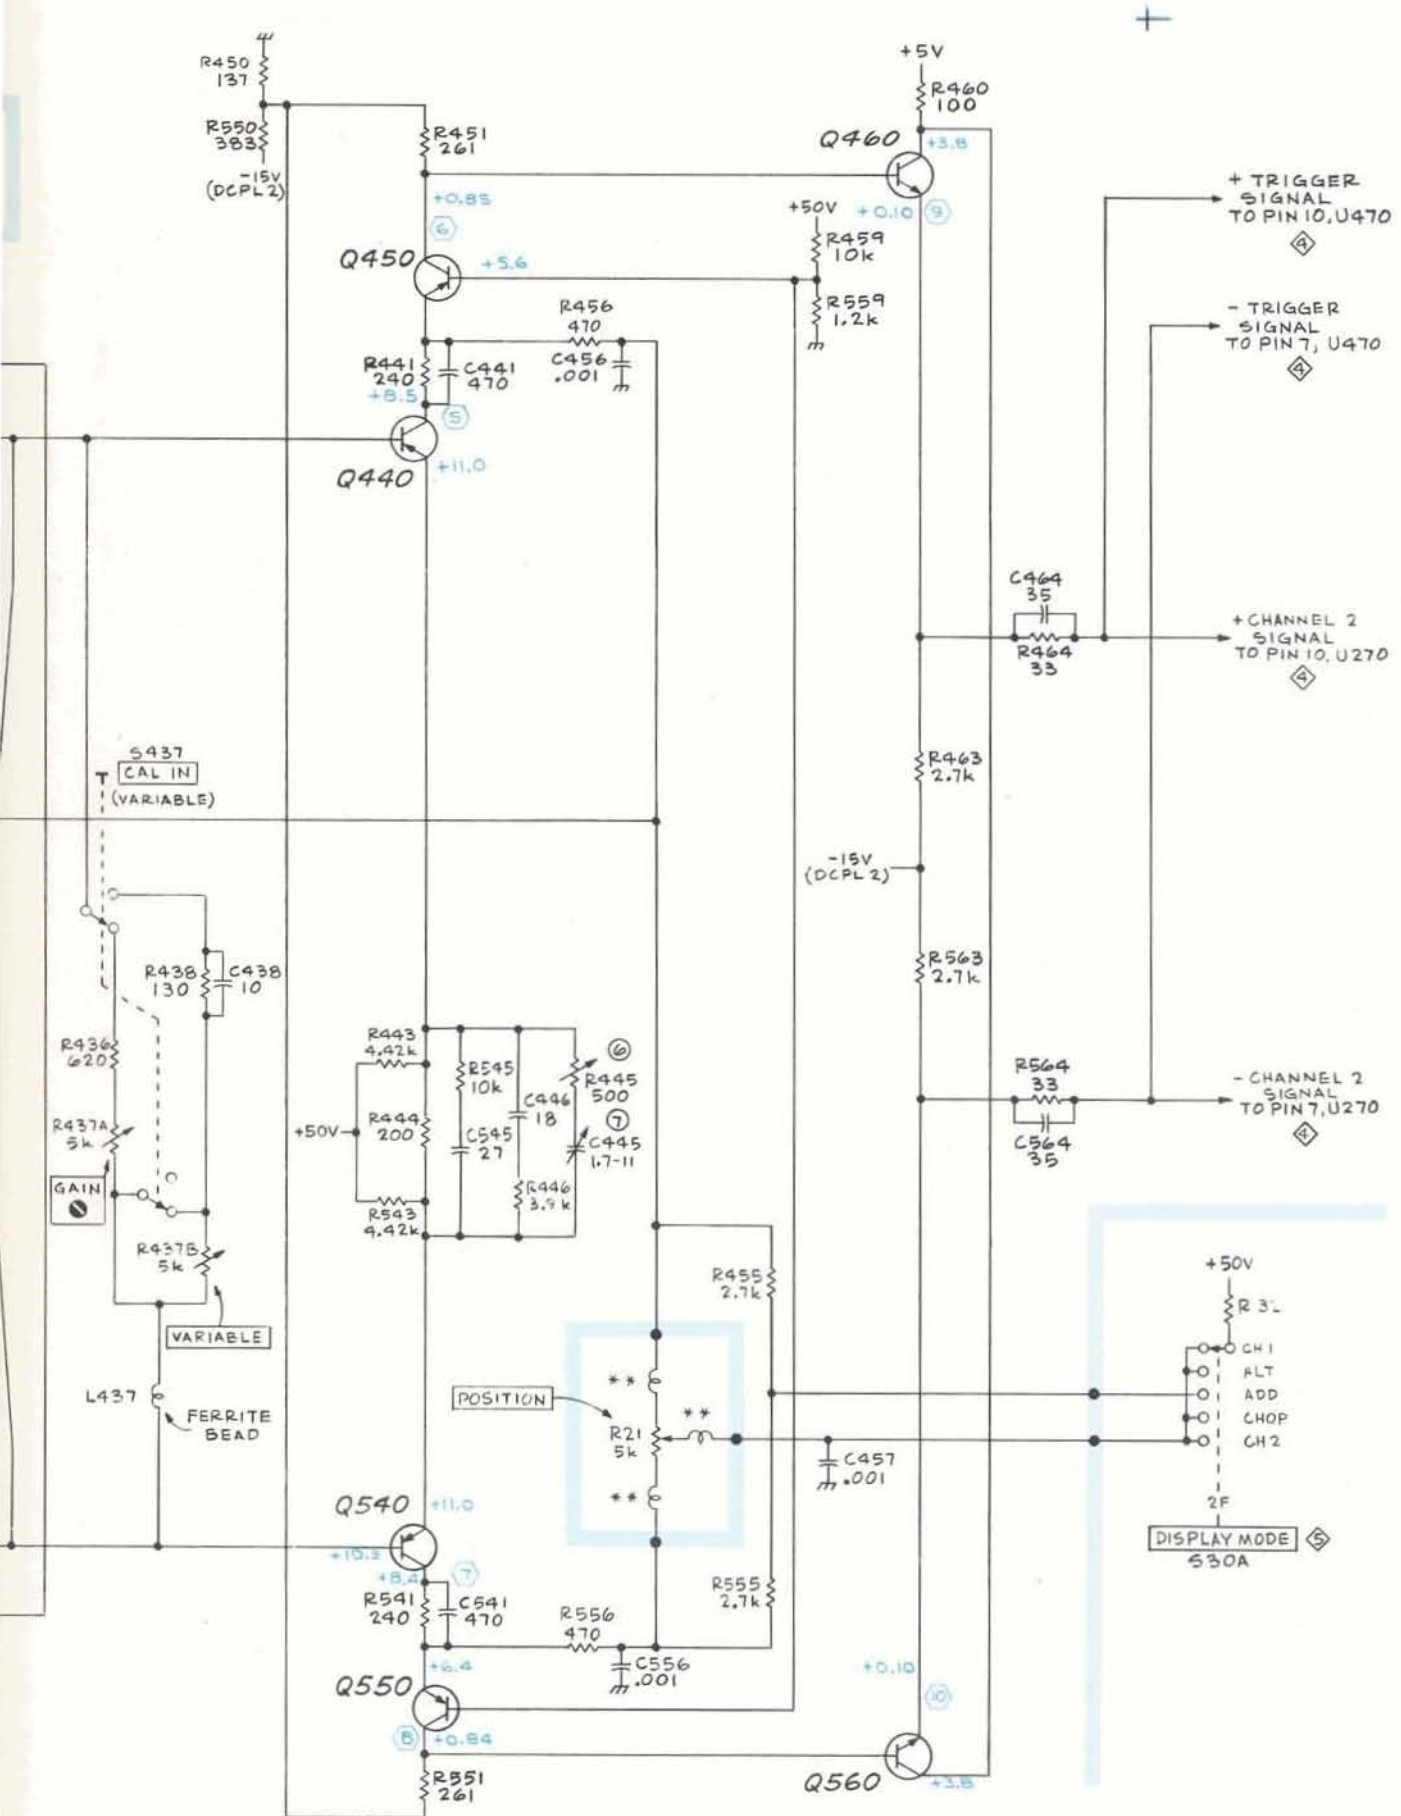 R450
137
R550
383
-15V
(DCPL 2)
R451
261
+0.85
6
Q450
+5.6
+5V
R460
100
Q460
+3.8
+50V
+0.10
9
R459
10k
R559
1.2k
+ TRIGGER
SIGNAL
TO PIN 10, U470
4
- TRIGGER
SIGNAL
TO PIN 7, U470
4
R456
470
C456
.001
R441
240
C441
470
+8.5
5
Q440
+11.0
C464
35
R464
33
+ CHANNEL 2
SIGNAL
TO PIN 10, U270
4
S437
CAL IN
(VARIABLE)
R463
2.7k
-15V
(DCPL 2)
R563
2.7k
R438
130
C438
10
R436
620
R437A
5k
GAIN
R437B
5k
VARIABLE
L437
FERRITE
BEAD
R443
4.42k
+50V
R444
200
R543
4.42k
R545
10k
C545
27
C446
18
R446
3.9k
6
R445
500
7
C445
1.7-11
R564
33
C564
35
- CHANNEL 2
SIGNAL
TO PIN 7, U270
4
R455
2.7k
POSITION
**
R21
5k
**
**
C457
.001
+50V
CH 1
ALT
ADD
CHOP
CH 2
2F
DISPLAY MODE
5
S30A
Q540
+11.0
+10.3
+8.4
7
R541
240
C541
470
R556
470
C556
.001
R555
2.7k
+6.4
Q550
8
+0.84
R551
261
+0.10
10
Q560
+3.8